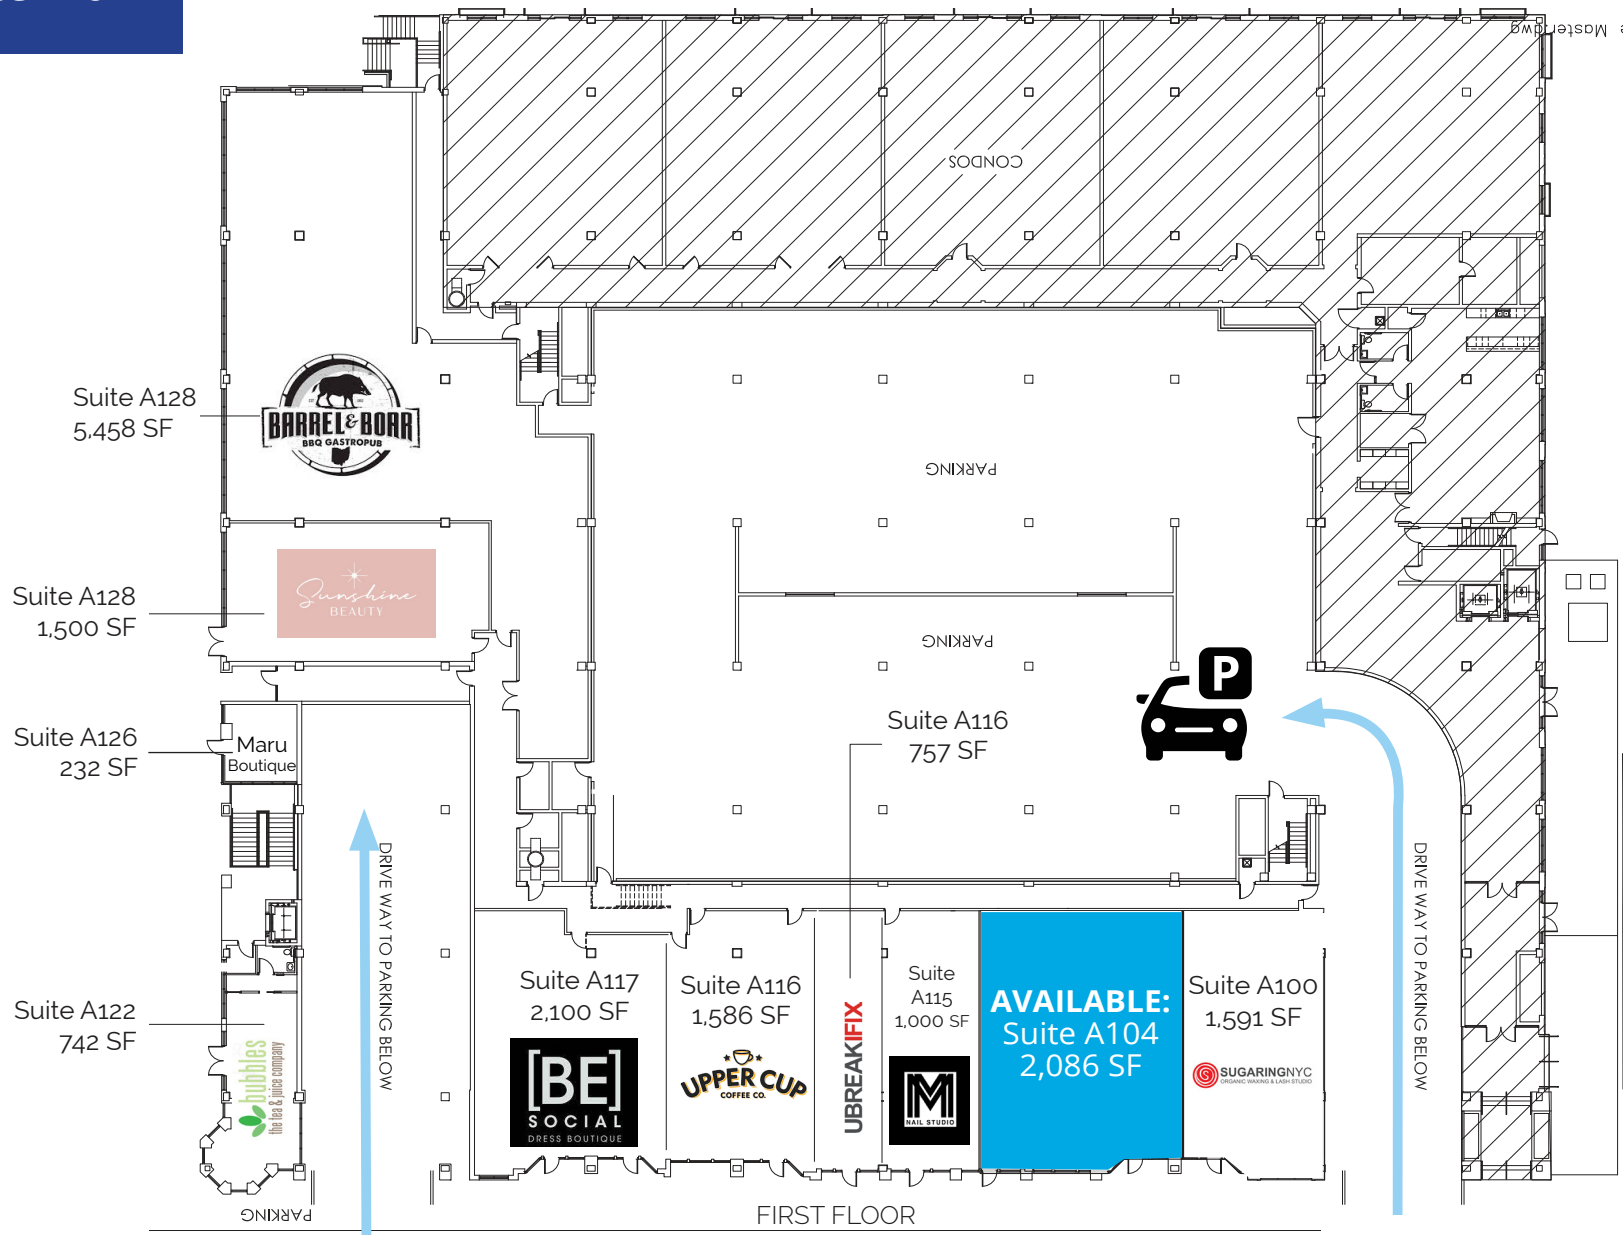 Master.dwg
CONDOS
Suite A128
5,458 SF
BARREL & BOAR
BBQ GASTROPUB
PARKING
Suite A128
1,500 SF
Sunshine
BEAUTY
PARKING
P
Suite A116
757 SF
Suite A126
232 SF
Maru
Boutique
DRIVE WAY TO PARKING BELOW
DRIVE WAY TO PARKING BELOW
Suite A122
742 SF
bubbles
the tea & juice company
Suite A117
2,100 SF
[BE]
SOCIAL
DRESS BOUTIQUE
Suite A116
1,586 SF
UPPER CUP
COFFEE CO.
UBREAKIFIX
Suite
A115
1,000 SF
M
NAIL STUDIO
AVAILABLE:
Suite A104
2,086 SF
Suite A100
1,591 SF
SUGARINGNYC
ORGANIC WAXING & LASH STUDIO
PARKING
FIRST FLOOR